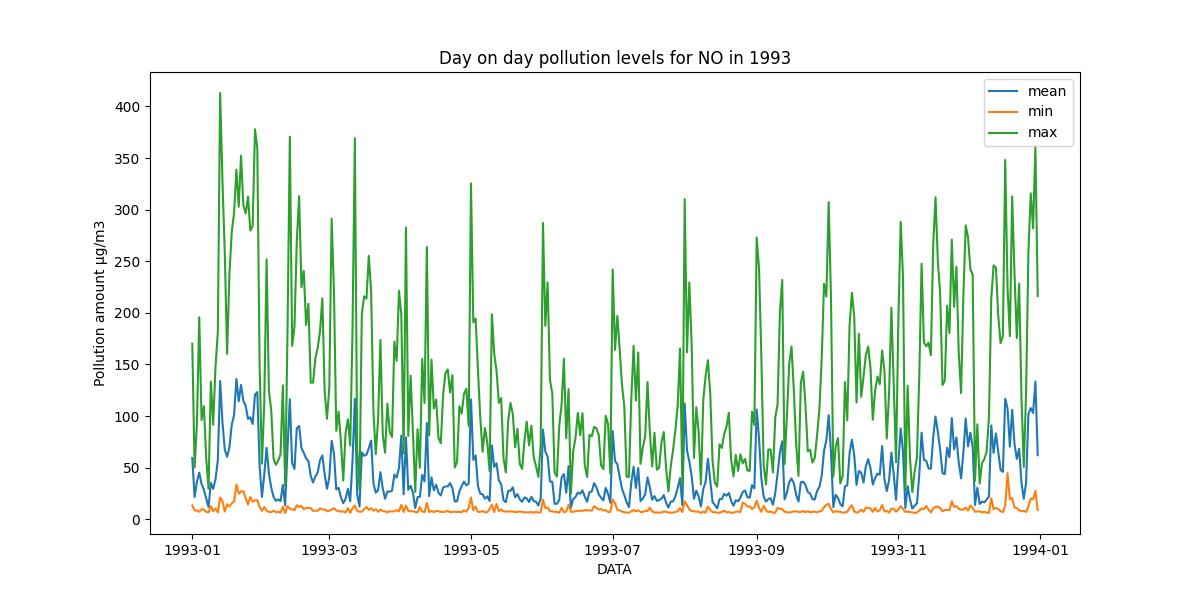 Day on day pollution levels for NO in 1993
Pollution amount µg/m3
400
350
300
250
200
150
100
50
0
mean
min
max
1993-01
1993-03
1993-05
1993-07
1993-09
1993-11
1994-01
DATA